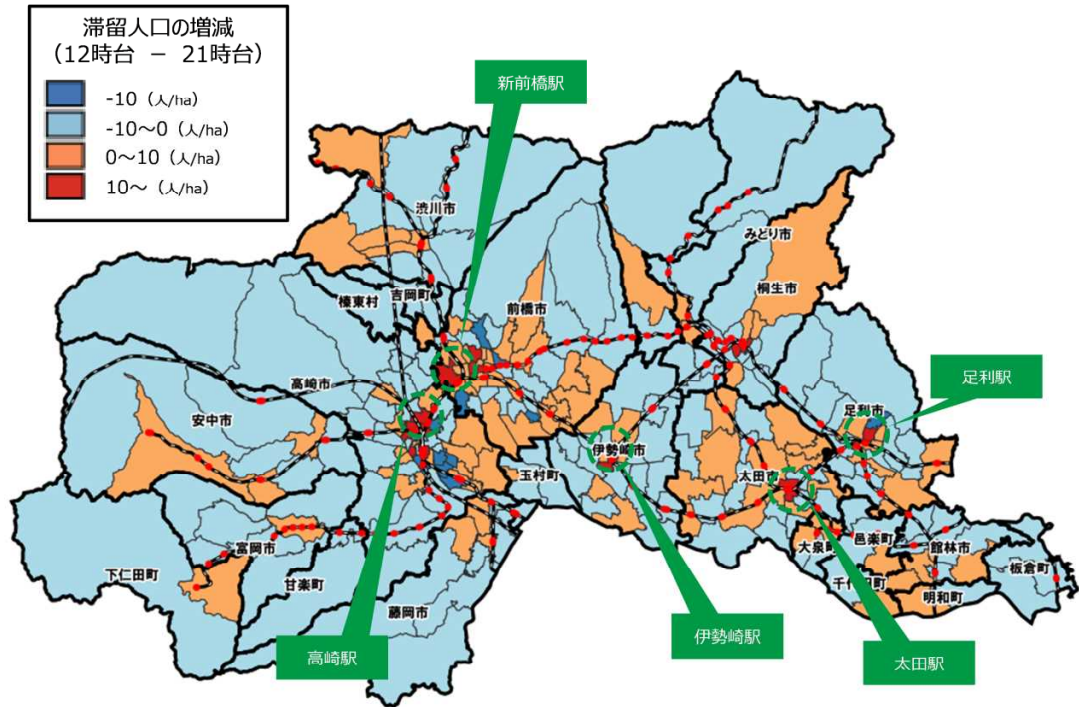 滞留人口の増減
(12時台 － 21時台)
-10 (人/ha)
-10～0 (人/ha)
0～10 (人/ha)
10～ (人/ha)
新前橋駅
渋川市
みどり市
桐生市
榛東村
吉岡町
前橋市
高崎市
足利駅
安中市
足利市
伊勢崎市
玉村町
太田市
富岡市
大泉町
邑楽町
館林市
下仁田町
甘楽町
千代田町
板倉町
明和町
藤岡市
高崎駅
伊勢崎駅
太田駅